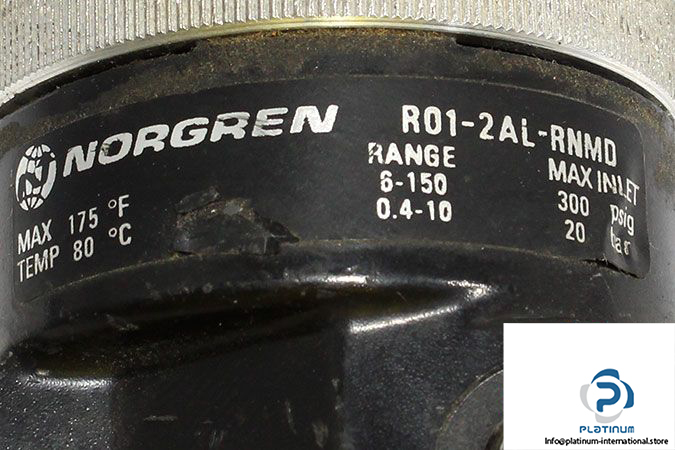 NORGREN R01-2AL-RNMD
RANGE MAX INLET
MAX 175 °F 6-150 300 psig
TEMP 80 °C 0.4-10 20 bar
PLATINUM
Info@platinum-international.store